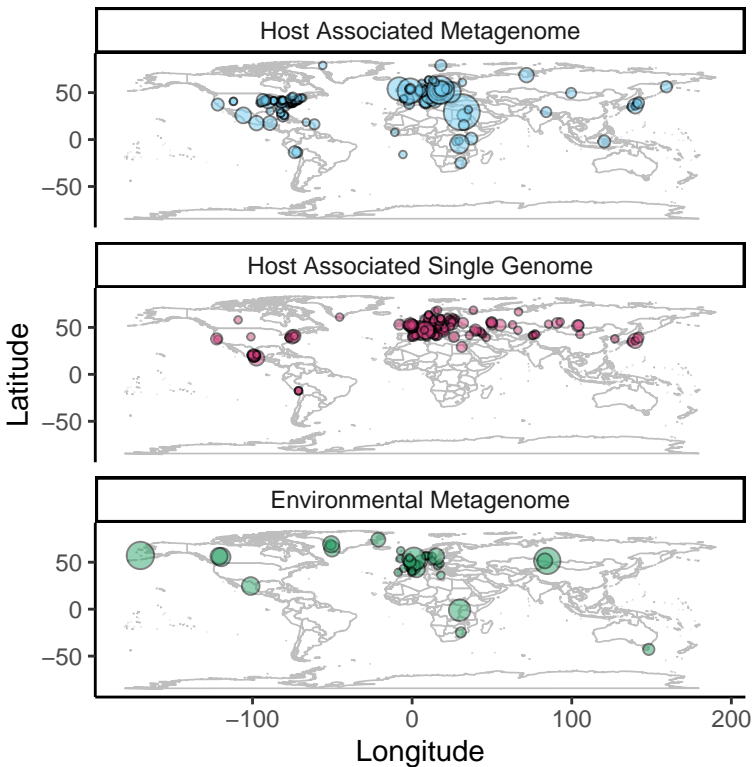 Host Associated Metagenome
50
0
−50
Host Associated Single Genome
50
0
−50
Latitude
Environmental Metagenome
50
0
−50
−100
0
100
200
Longitude